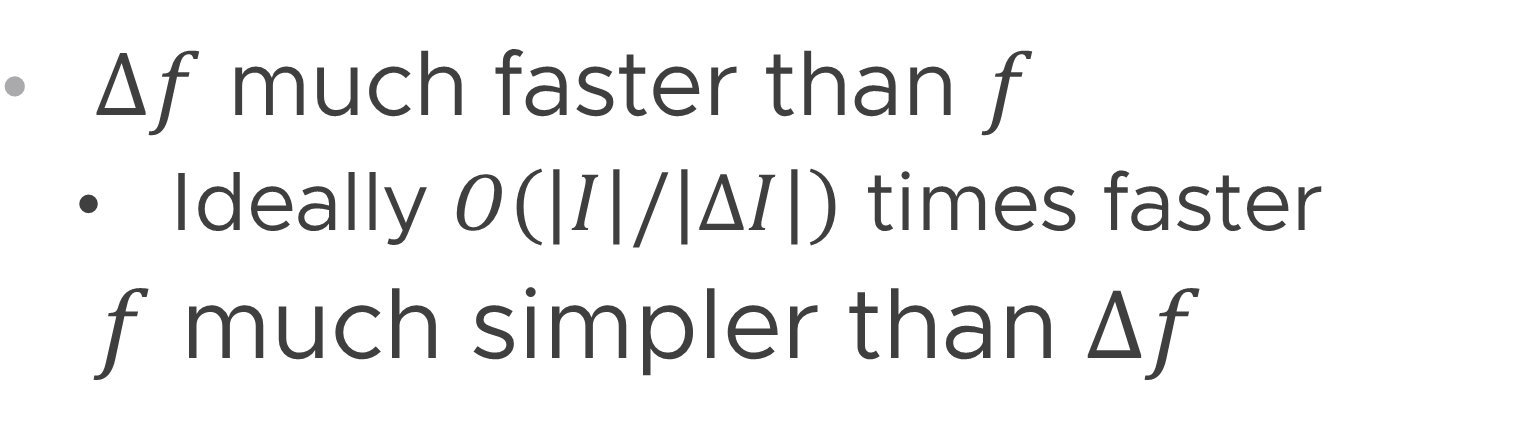 • Δ𝑓 much faster than 𝑓
• Ideally 𝑂(|𝐼|/|Δ𝐼|) times faster
𝑓 much simpler than Δ𝑓